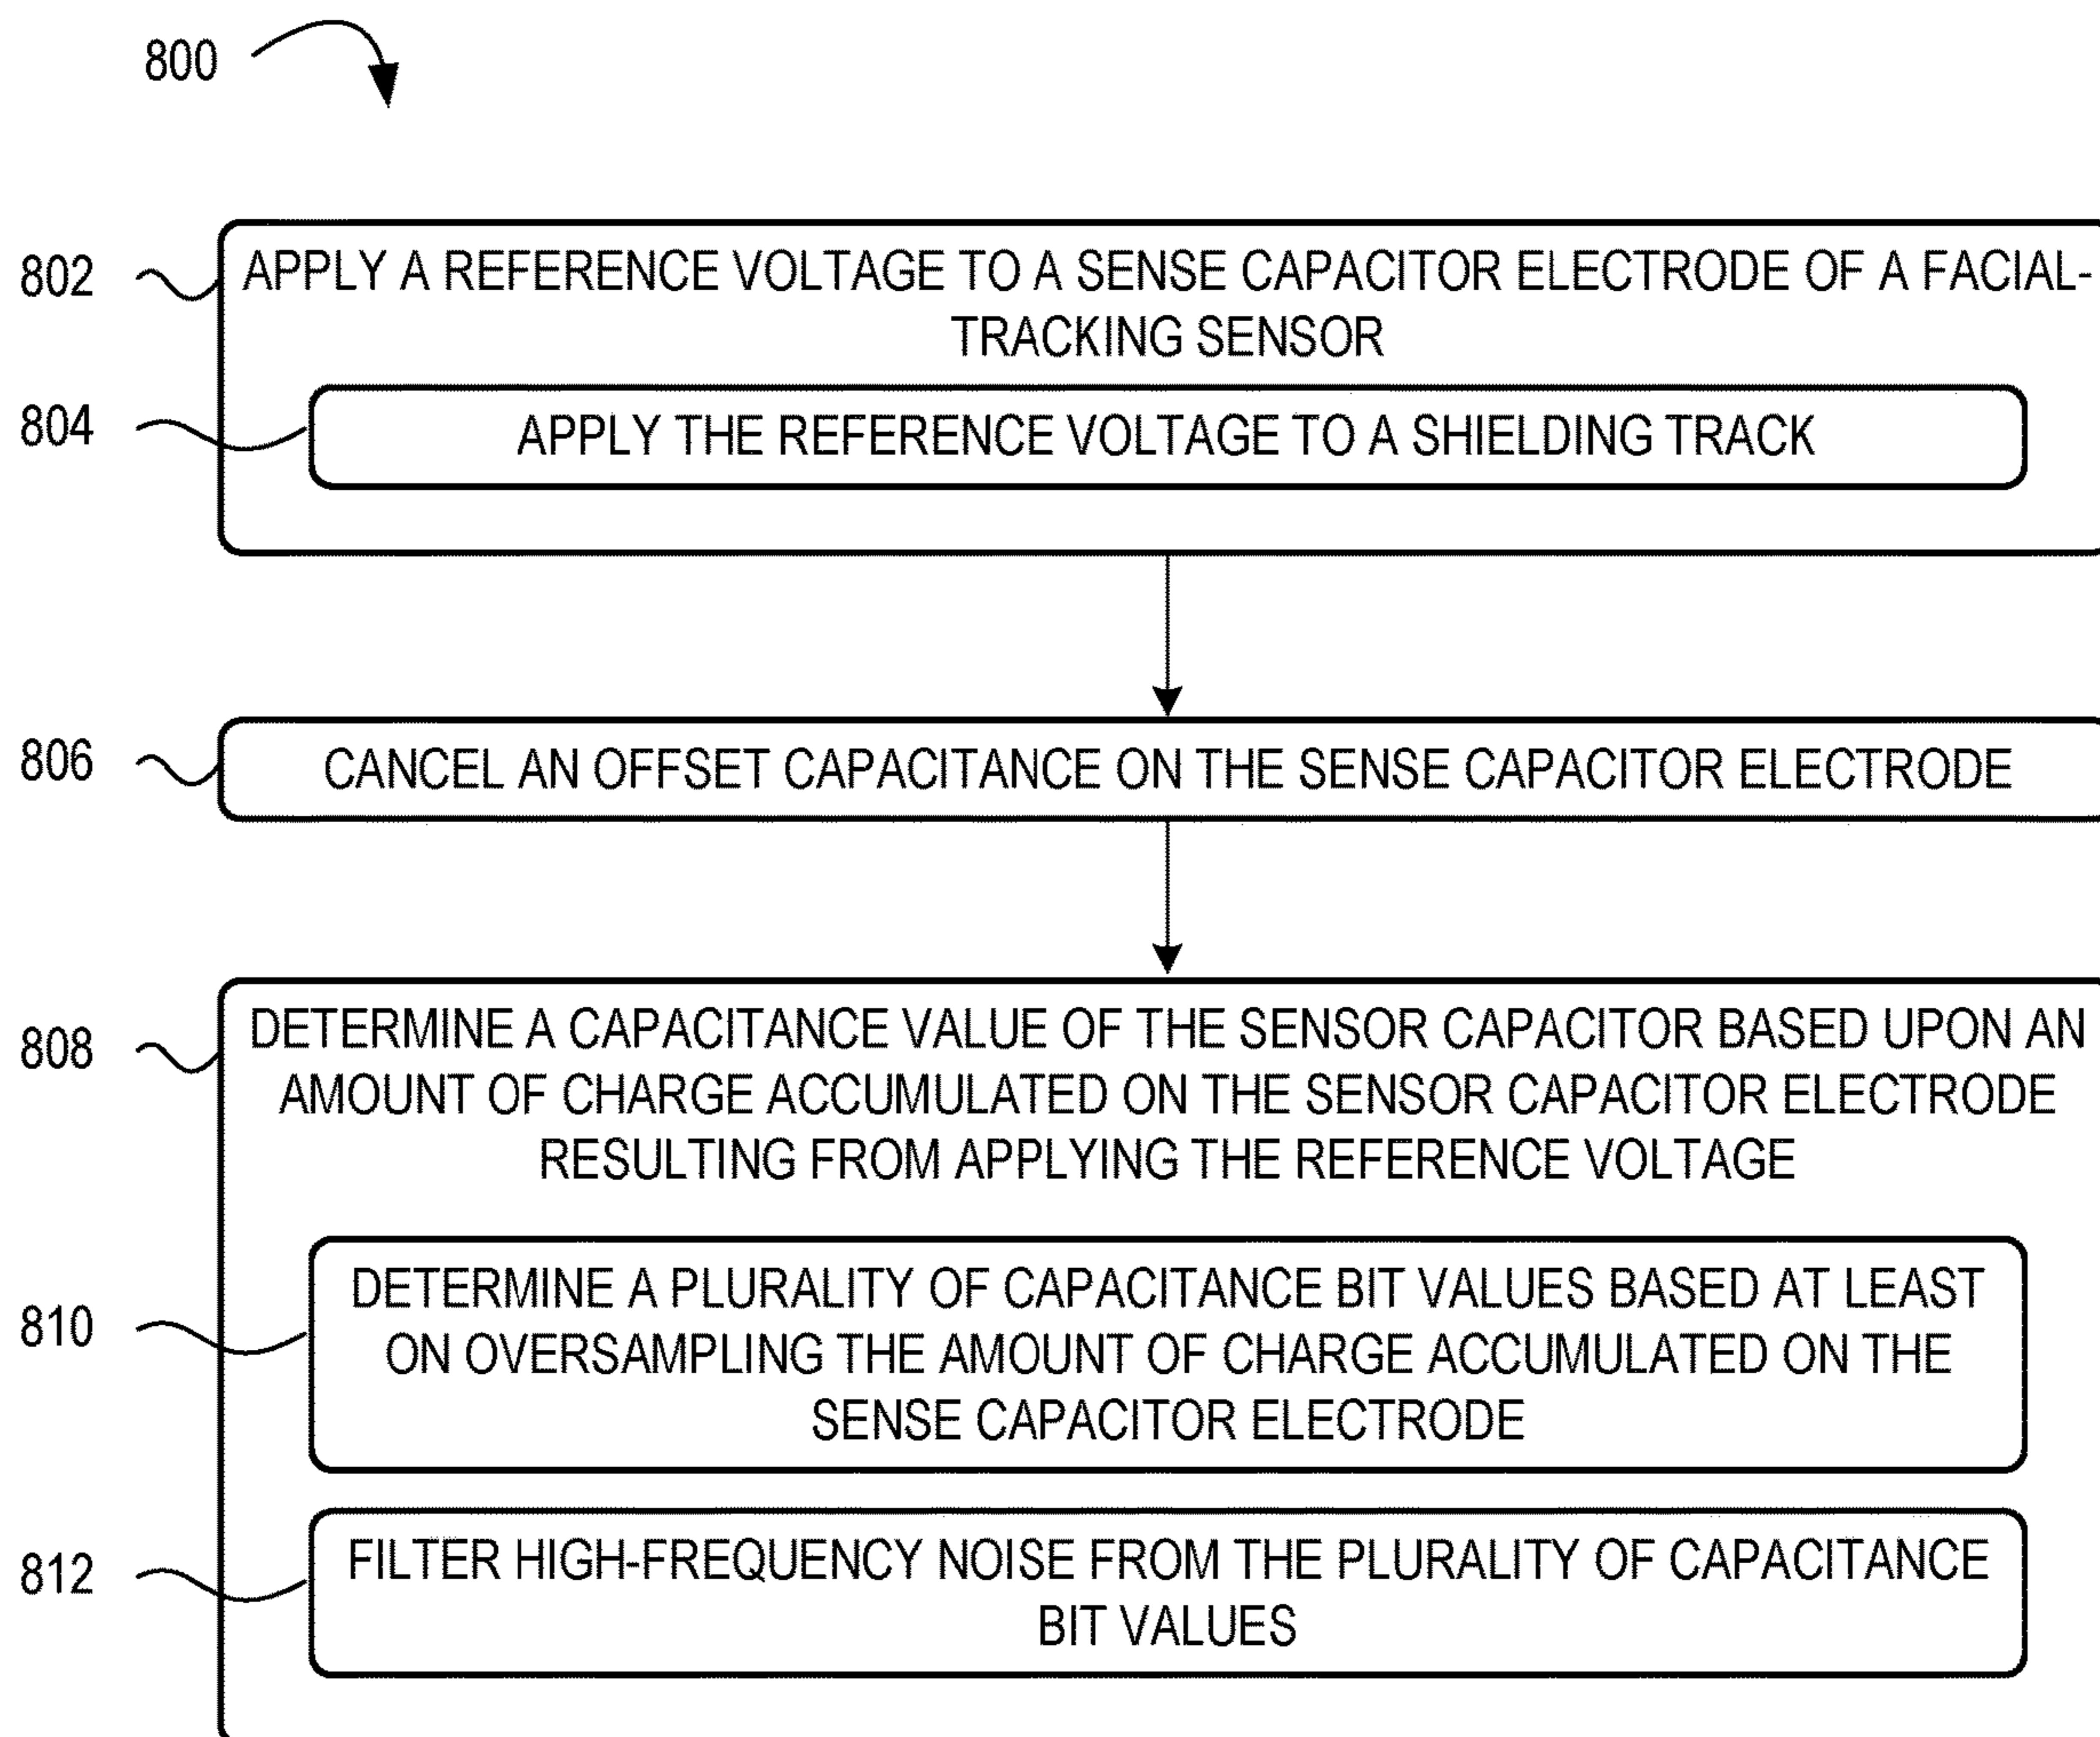 800
802
APPLY A REFERENCE VOLTAGE TO A SENSE CAPACITOR ELECTRODE OF A FACIAL-
TRACKING SENSOR
804
APPLY THE REFERENCE VOLTAGE TO A SHIELDING TRACK
806
CANCEL AN OFFSET CAPACITANCE ON THE SENSE CAPACITOR ELECTRODE
808
DETERMINE A CAPACITANCE VALUE OF THE SENSOR CAPACITOR BASED UPON AN
AMOUNT OF CHARGE ACCUMULATED ON THE SENSOR CAPACITOR ELECTRODE
RESULTING FROM APPLYING THE REFERENCE VOLTAGE
810
DETERMINE A PLURALITY OF CAPACITANCE BIT VALUES BASED AT LEAST
ON OVERSAMPLING THE AMOUNT OF CHARGE ACCUMULATED ON THE
SENSE CAPACITOR ELECTRODE
812
FILTER HIGH-FREQUENCY NOISE FROM THE PLURALITY OF CAPACITANCE
BIT VALUES